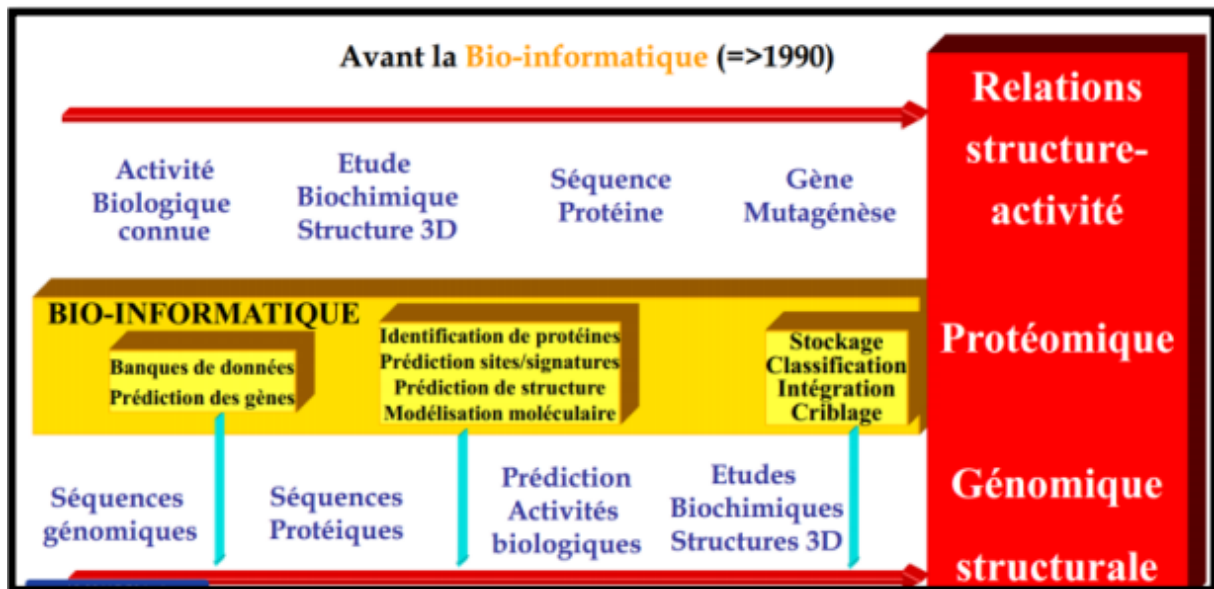 Avant la Bio-informatique (=>1990)
Activité
Biologique
connue
Etude
Biochimique
Structure 3D
Séquence
Protéine
Gène
Mutagénèse
Relations
structure-
activité
BIO-INFORMATIQUE
Banques de données
Prédiction des gènes
Identification de protéines
Prédiction sites/signatures
Prédiction de structure
Modélisation moléculaire
Stockage
Classification
Intégration
Criblage
Protéomique
Séquences
génomiques
Séquences
Protéiques
Prédiction
Activités
biologiques
Etudes
Biochimiques
Structures 3D
Génomique
structurale